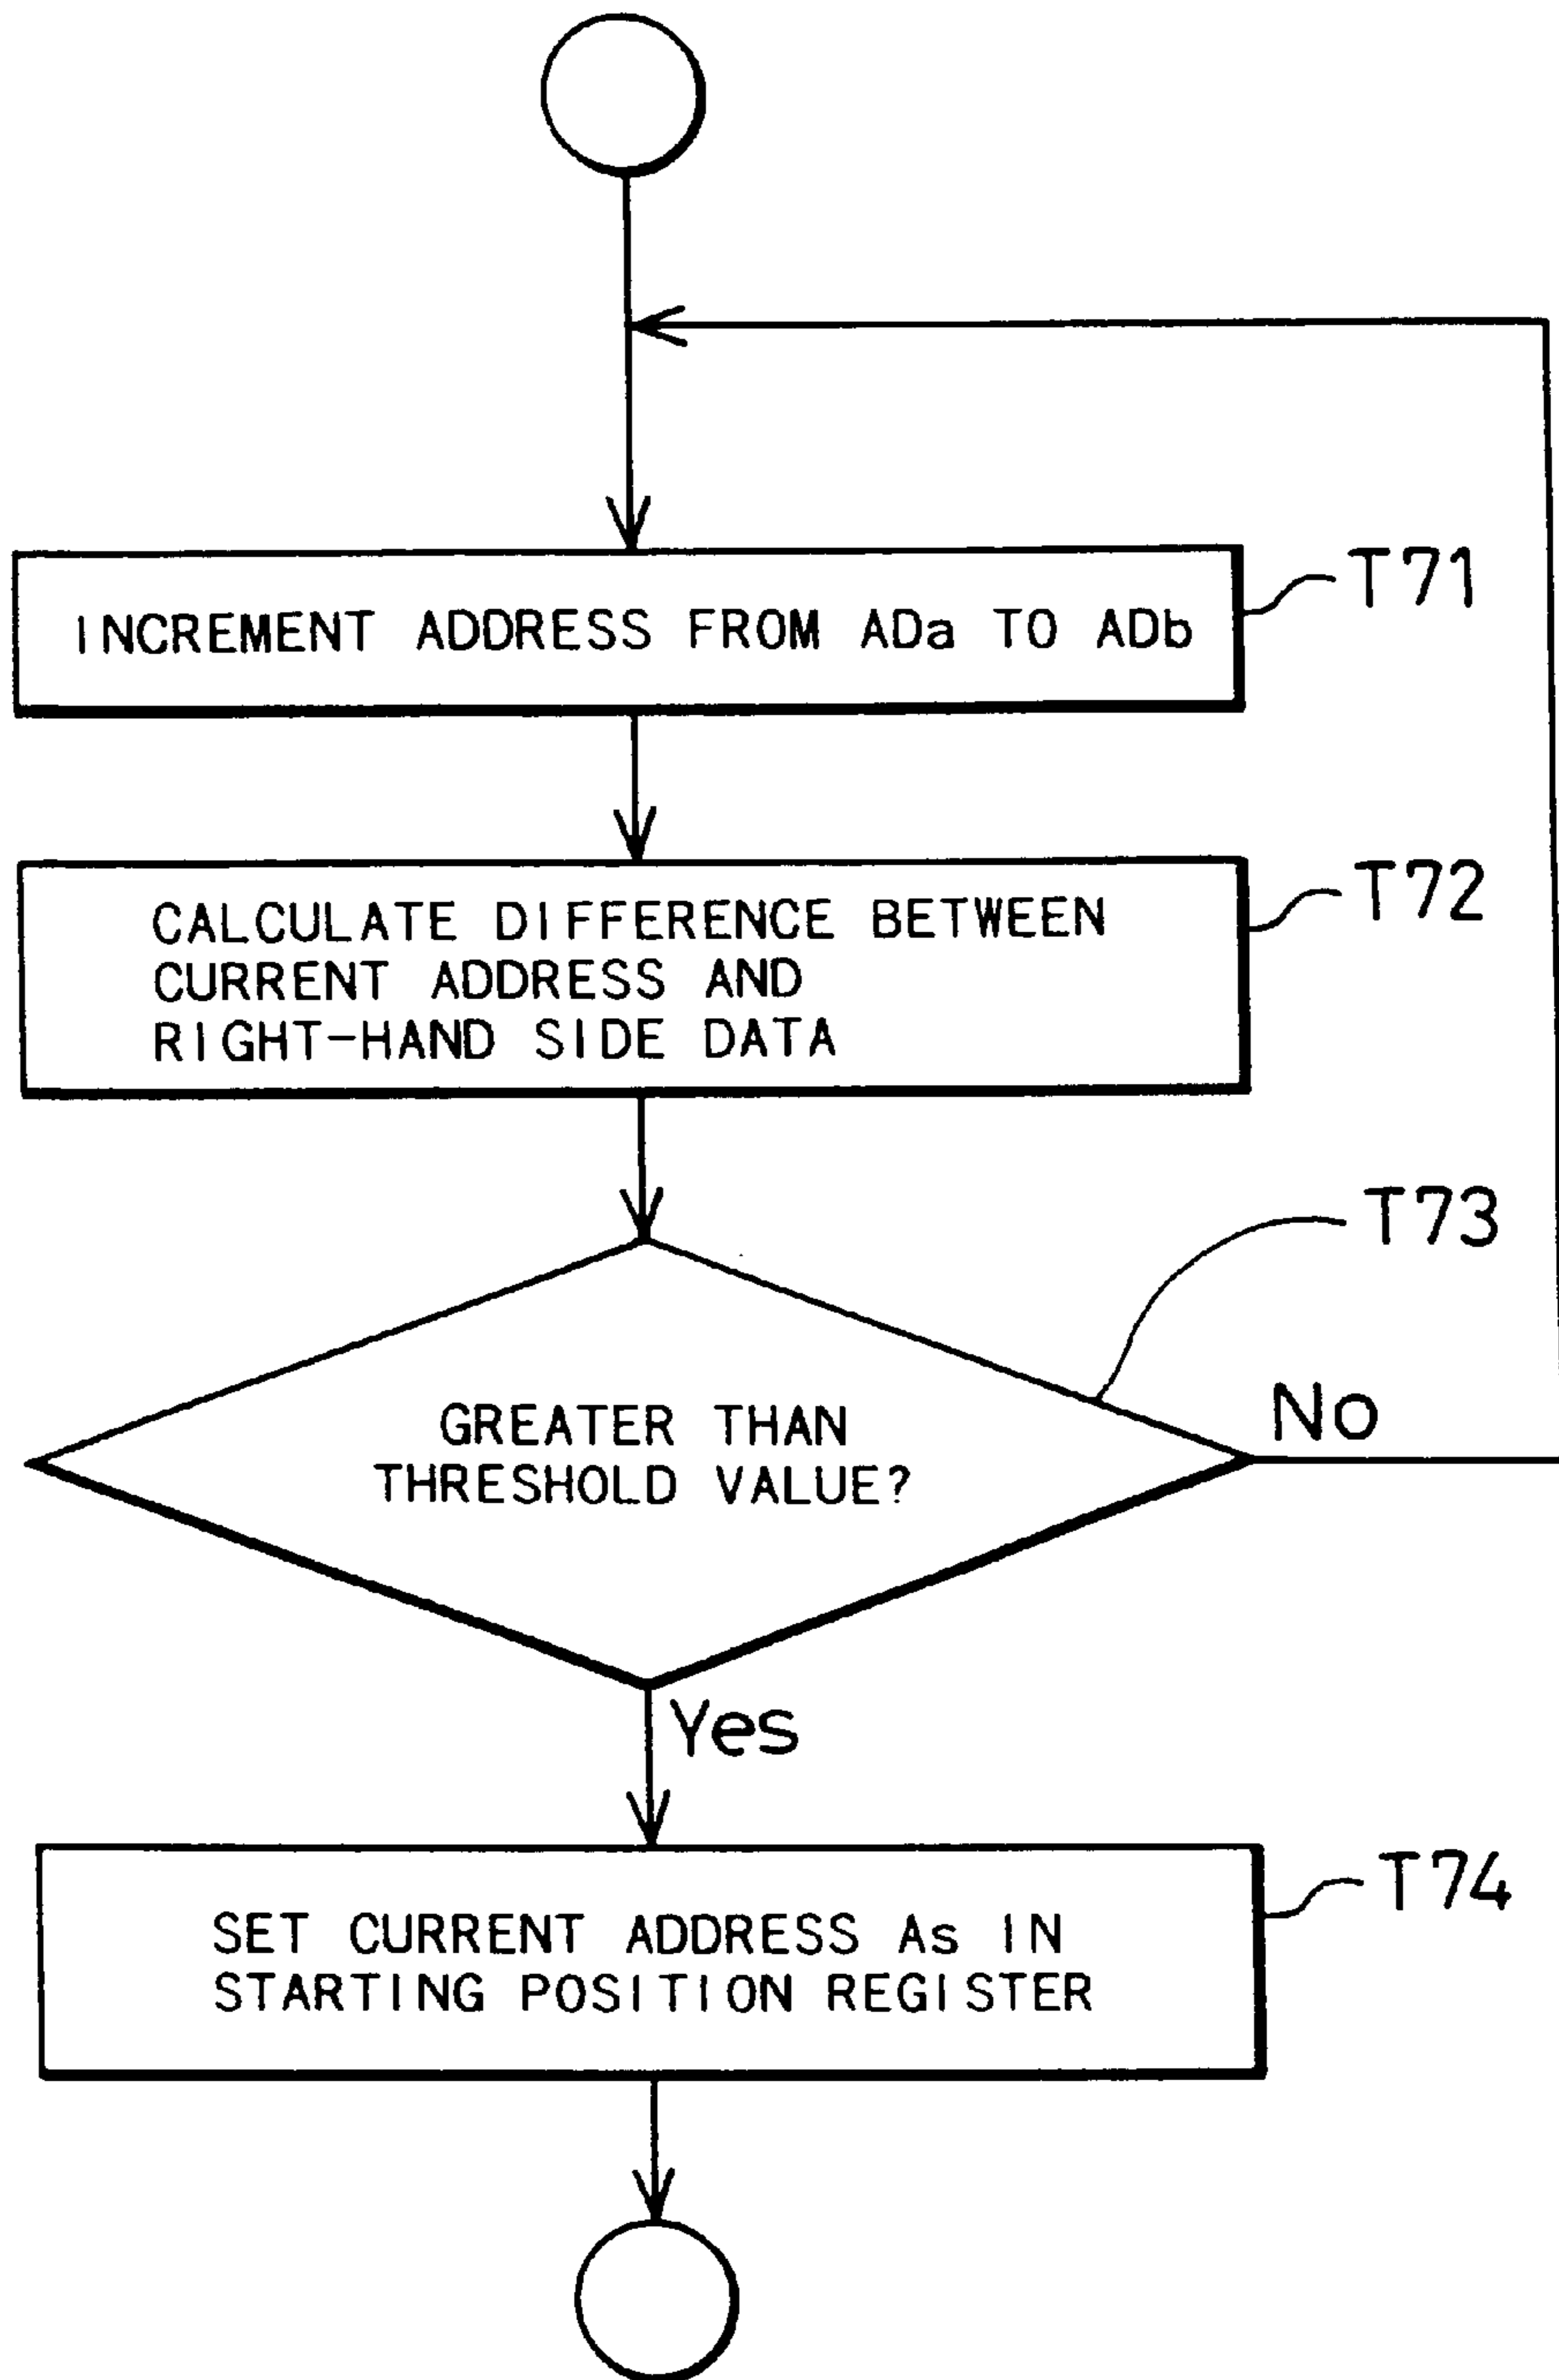 INCREMENT ADDRESS FROM ADa TO ADb
T71
CALCULATE DIFFERENCE BETWEEN
CURRENT ADDRESS AND
RIGHT-HAND SIDE DATA
T72
T73
GREATER THAN
THRESHOLD VALUE?
No
Yes
SET CURRENT ADDRESS As IN
STARTING POSITION REGISTER
T74